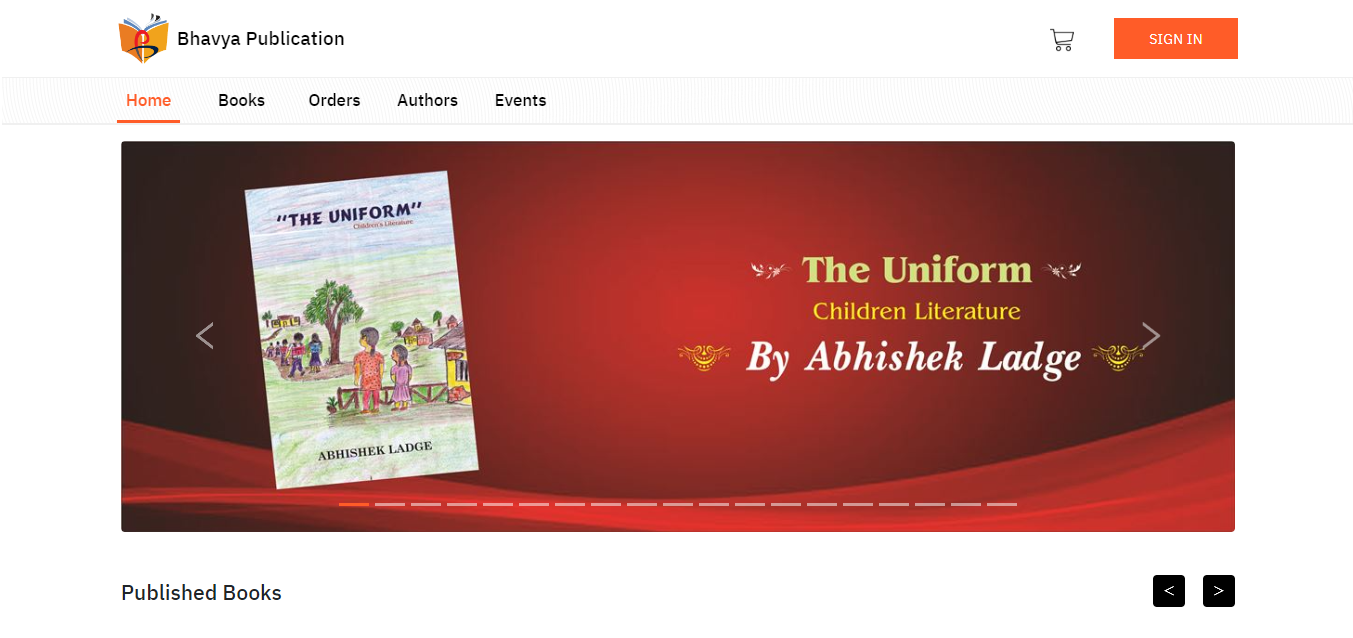 Bhavya Publication
SIGN IN
Home
Books
Orders
Authors
Events
"THE UNIFORM"
Children's Literature
ABHISHEK LADGE
The Uniform
Children Literature
By Abhishek Ladge
Published Books
<
>